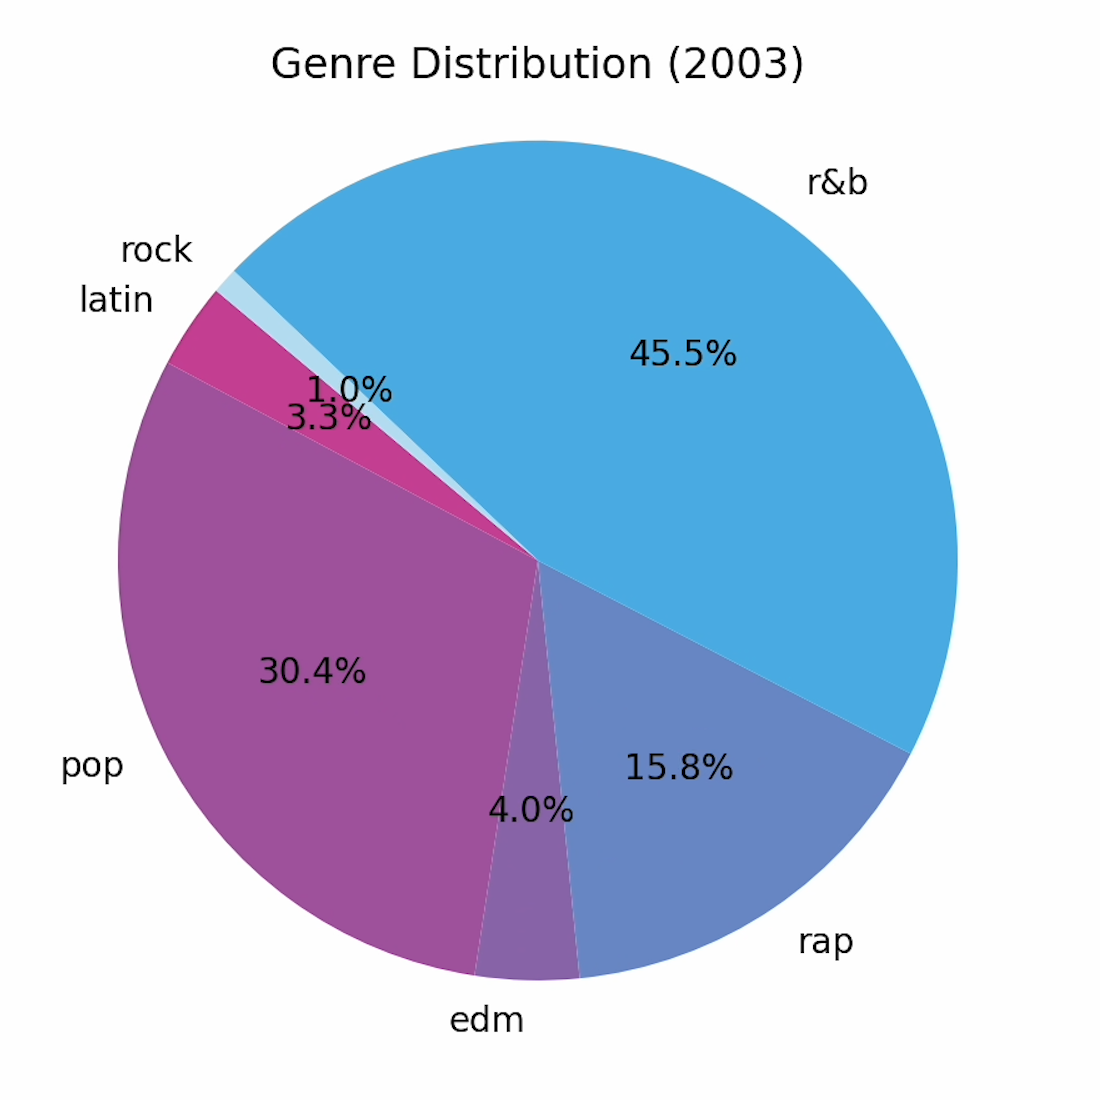 Genre Distribution (2003)
r&b
rock
latin
45.5%
1.0%
3.3%
30.4%
pop
15.8%
4.0%
rap
edm